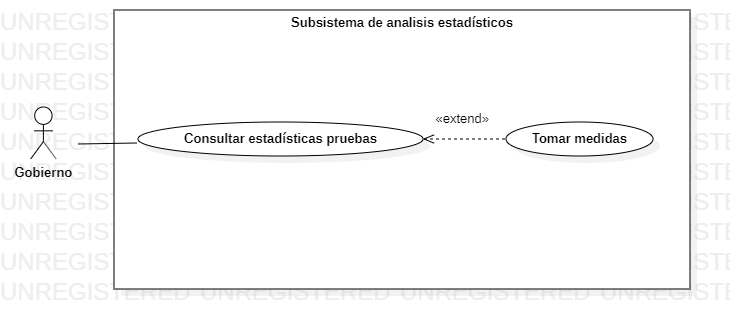 Subsistema de analisis estadísticos
«extend»
Consultar estadísticas pruebas
Tomar medidas
Gobierno
UNREGISTERED UNREGISTERED UNREGISTERED UNREGISTERED